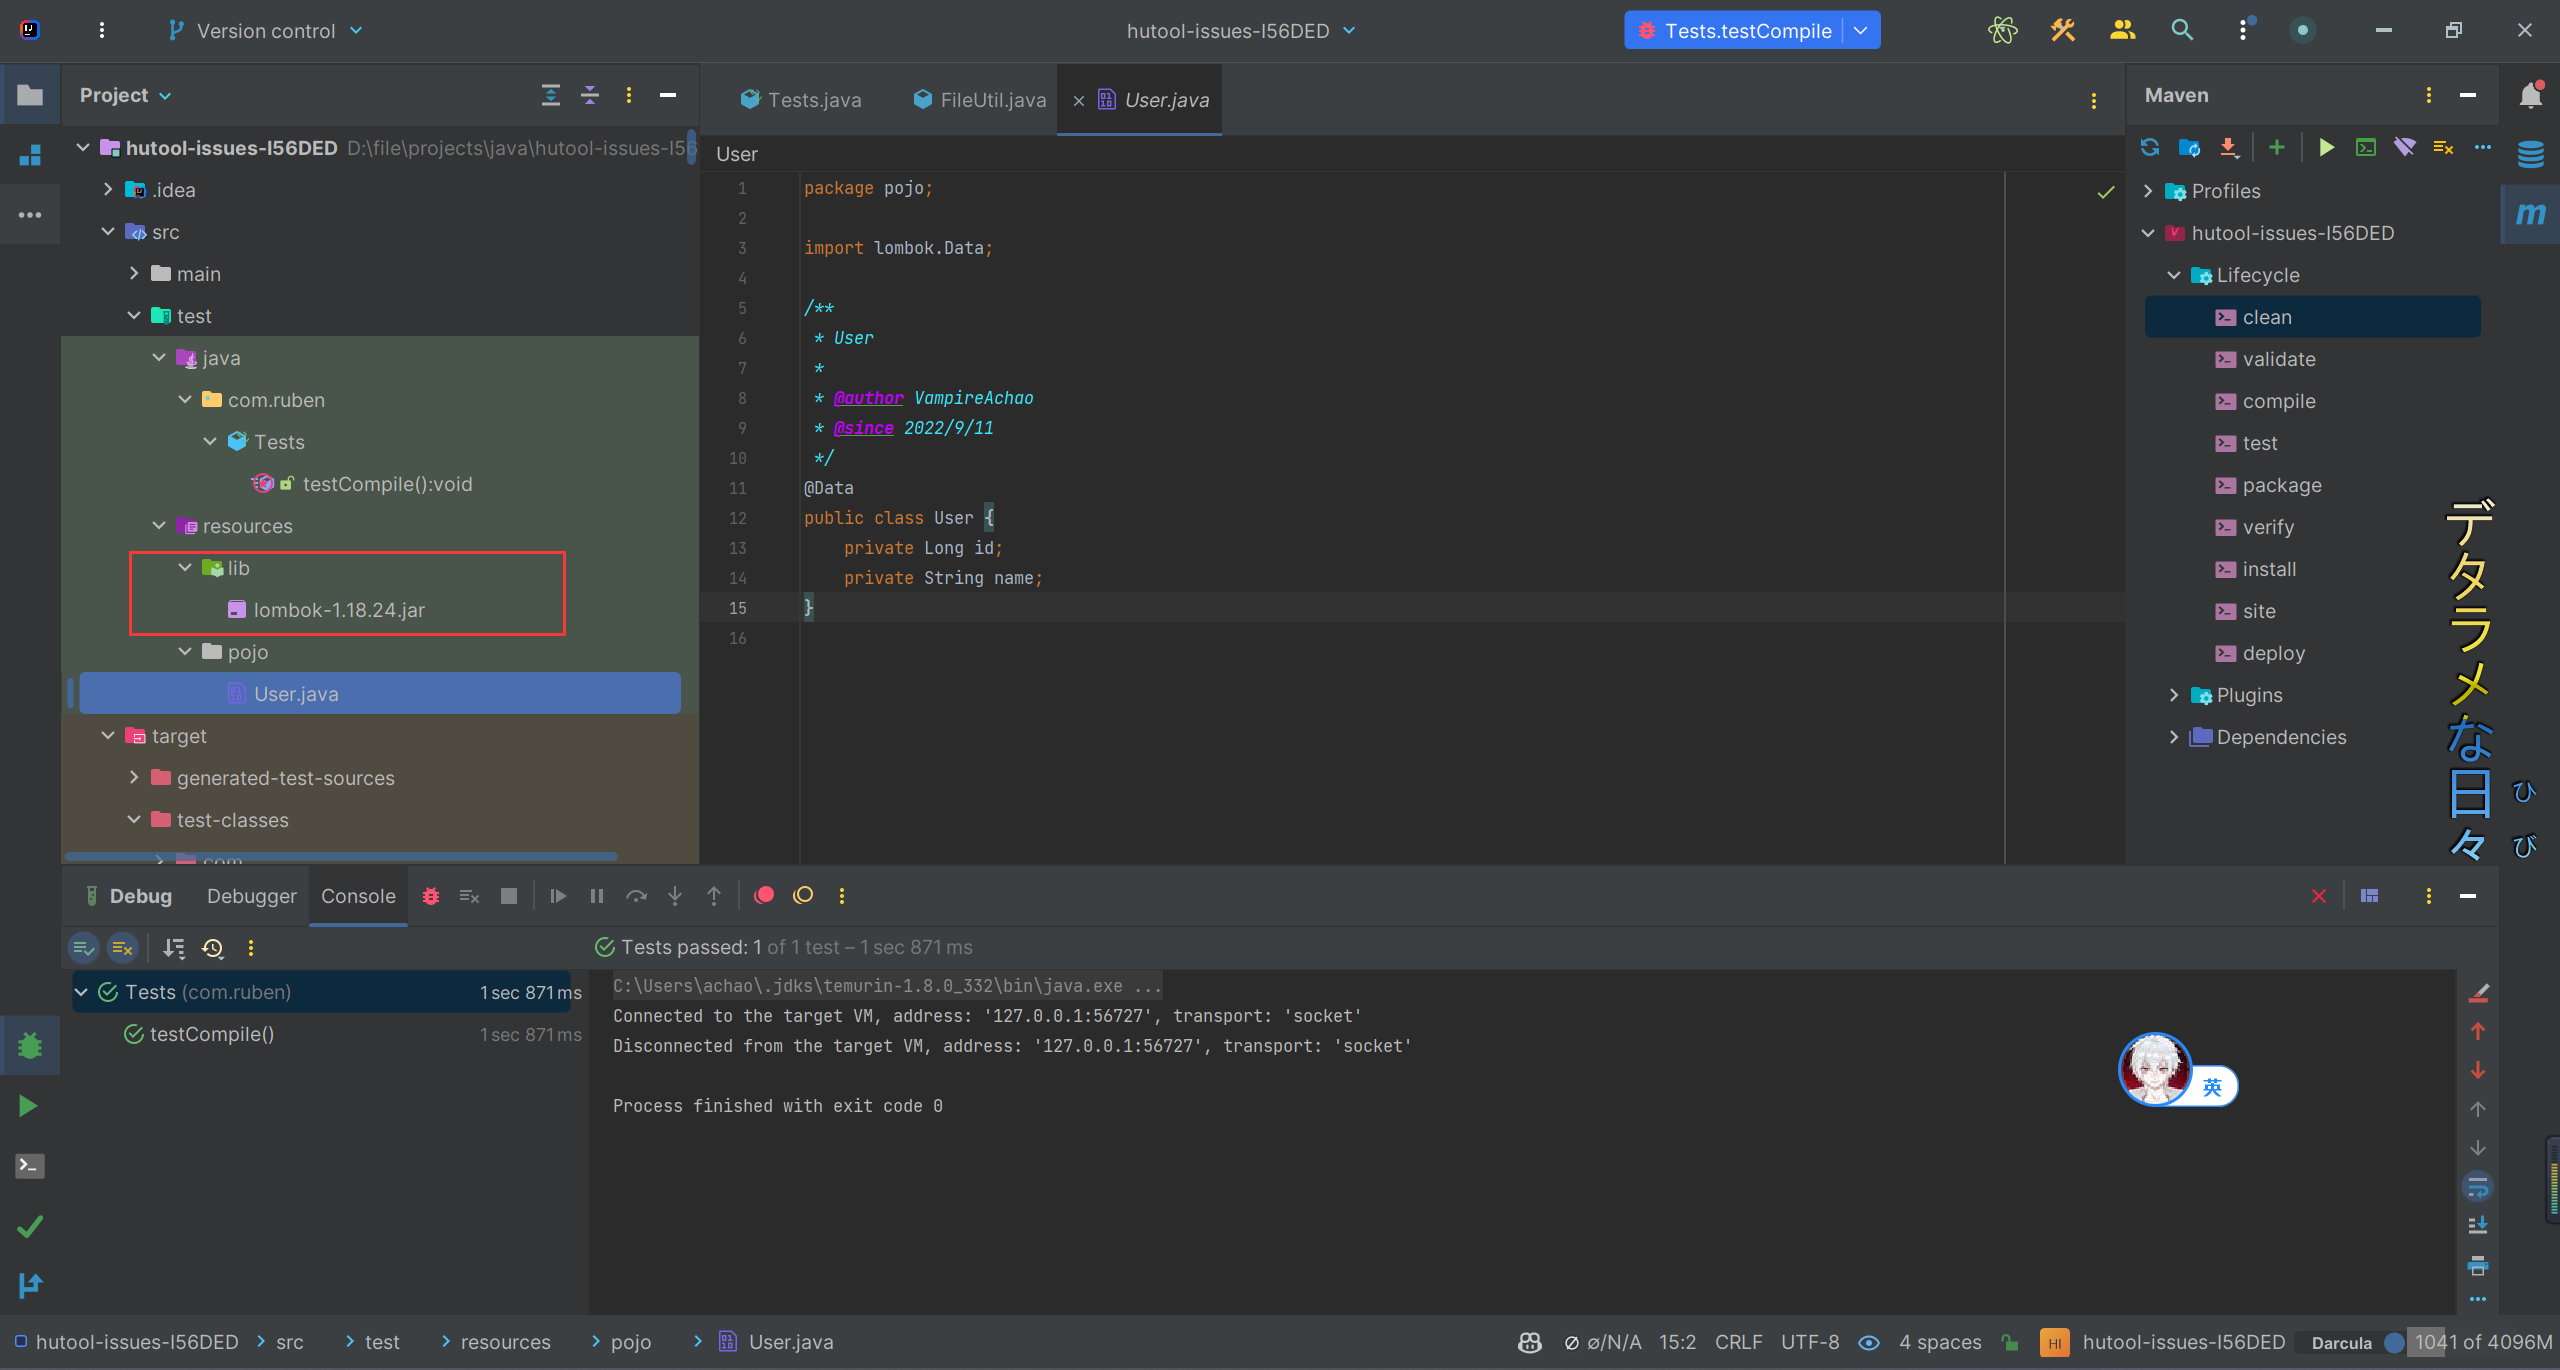 Version control
hutool-issues-I56DED
Tests.testCompile
Project
hutool-issues-I56DED D:\file\projects\java\hutool-issues-I56
.idea
src
main
test
java
com.ruben
Tests
testCompile():void
resources
lib
lombok-1.18.24.jar
pojo
User.java
target
generated-test-sources
test-classes
com
Tests.java
FileUtil.java
User.java
User
1 package pojo;
2
3 import lombok.Data;
4
5 /**
6 * User
7 *
8 * @author VampireAchao
9 * @since 2022/9/11
10 */
11 @Data
12 public class User {
13 private Long id;
14 private String name;
15 }
16
Maven
Profiles
hutool-issues-I56DED
Lifecycle
clean
validate
compile
test
package
verify
install
site
deploy
Plugins
Dependencies
m
デタラメな日々
ひび
Debug Debugger Console
Tests passed: 1 of 1 test – 1 sec 871 ms
Tests (com.ruben) 1 sec 871 ms
testCompile() 1 sec 871 ms
C:\Users\achao\.jdks\temurin-1.8.0_332\bin\java.exe ...
Connected to the target VM, address: '127.0.0.1:56727', transport: 'socket'
Disconnected from the target VM, address: '127.0.0.1:56727', transport: 'socket'
Process finished with exit code 0
英
hutool-issues-I56DED > src > test > resources > pojo > User.java
ø/N/A 15:2 CRLF UTF-8 4 spaces HI hutool-issues-I56DED Darcula 1041 of 4096M